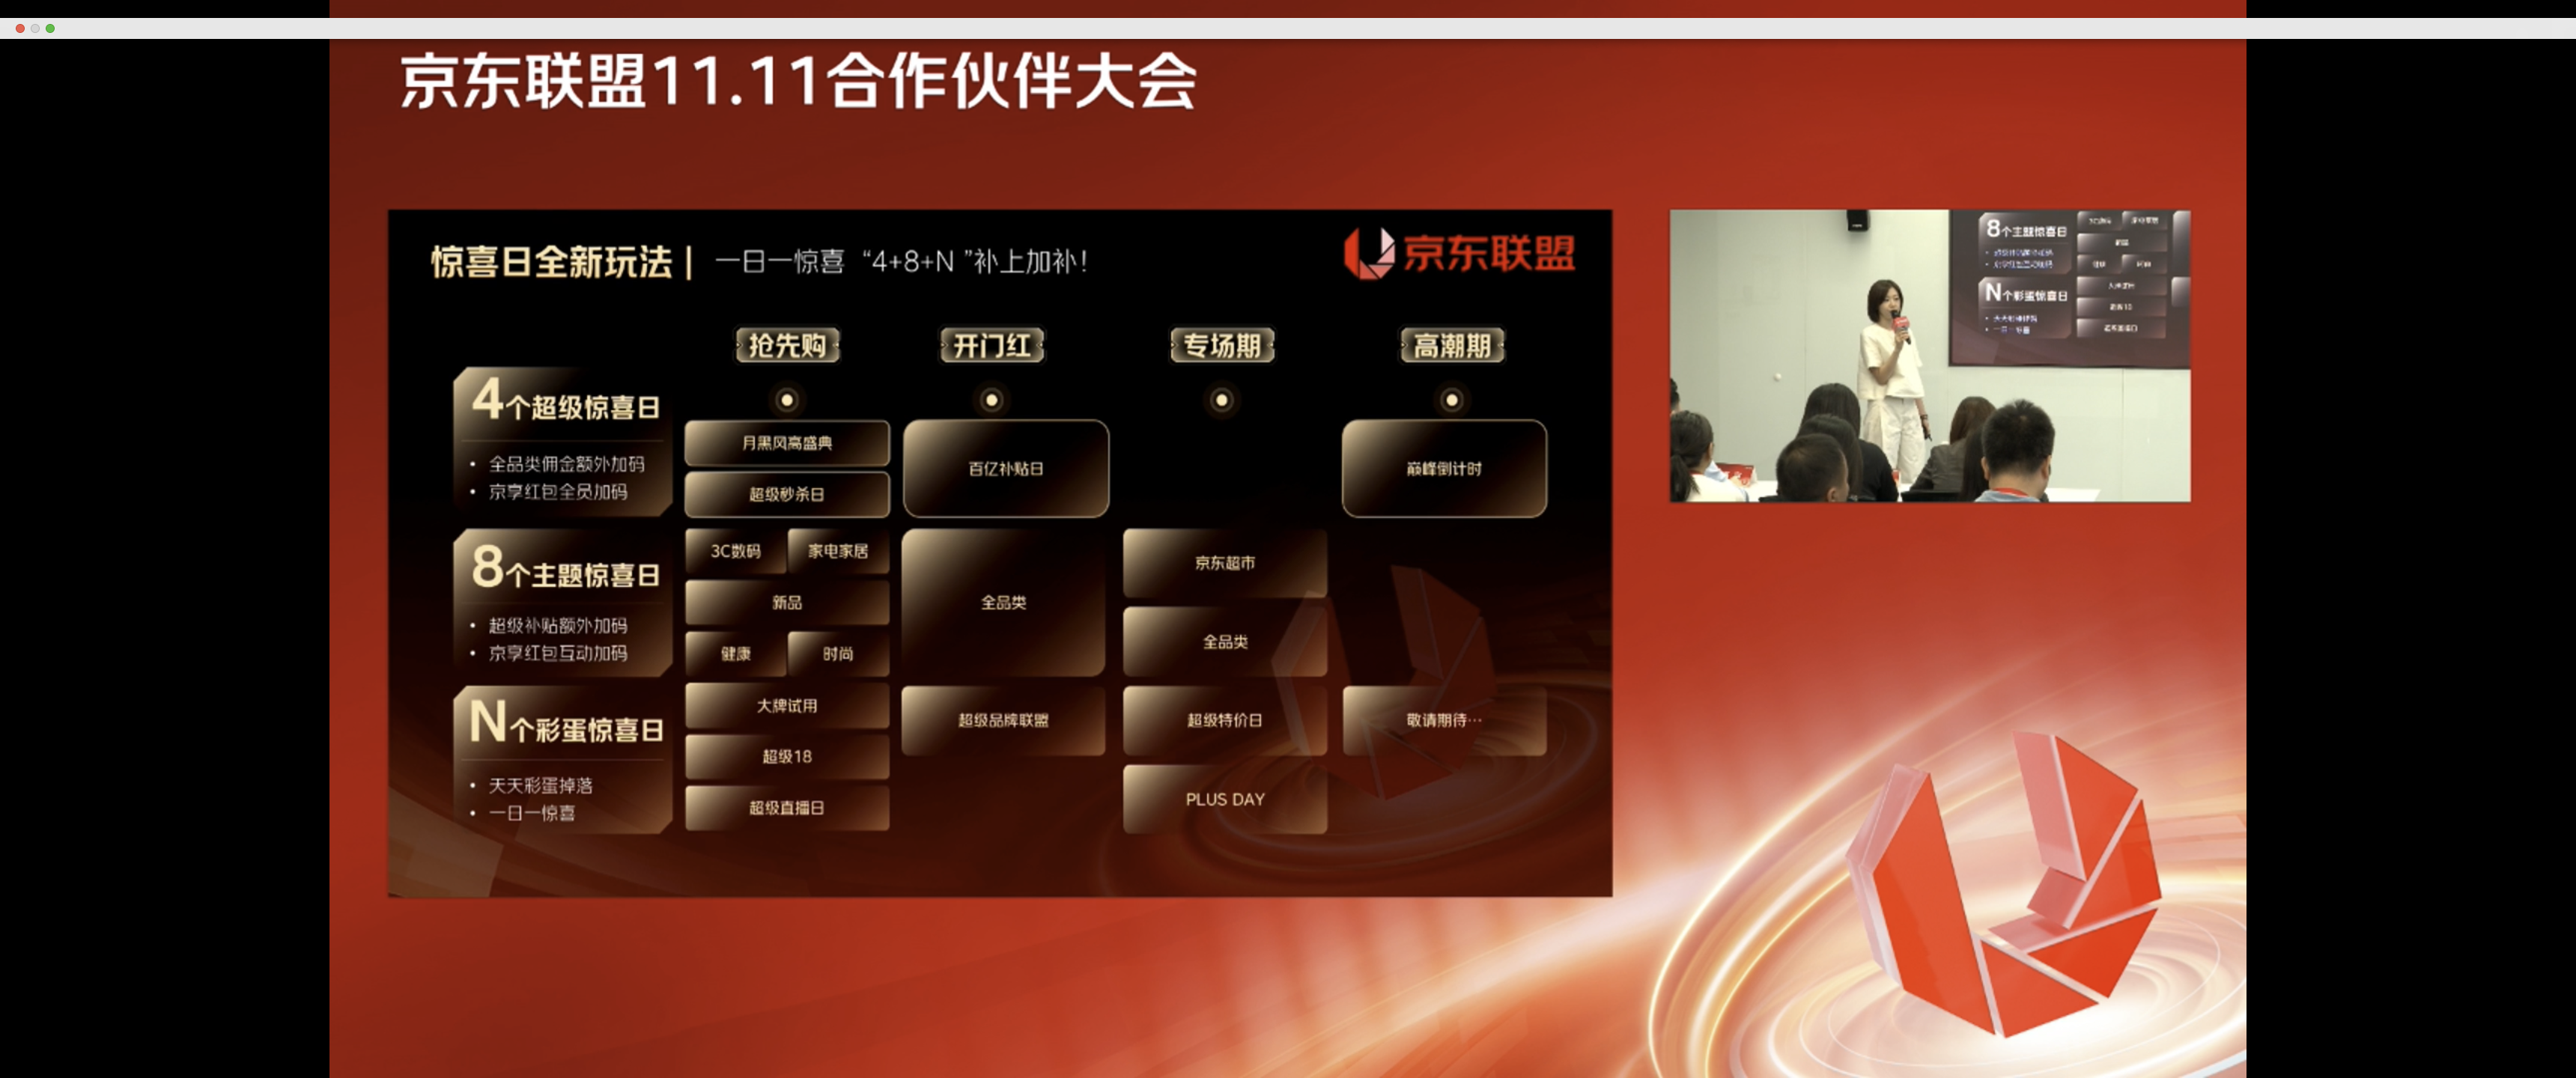 京东联盟11.11合作伙伴大会
惊喜日全新玩法 | 一日一惊喜 “4+8+N ”补上加补!
京东联盟
抢先购
开门红
专场期
高潮期
4个超级惊喜日
• 全品类佣金额外加码
• 京享红包全员加码
月黑风高盛典
超级秒杀日
百亿补贴日
巅峰倒计时
8个主题惊喜日
• 超级补贴额外加码
• 京享红包互动加码
3C数码
家电家居
新品
健康
时尚
全品类
京东超市
全品类
N个彩蛋惊喜日
• 天天彩蛋掉落
• 一日一惊喜
大牌试用
超级18
超级直播日
超级品牌联盟
超级特价日
PLUS DAY
敬请期待…
8个主题惊喜日
N个彩蛋惊喜日